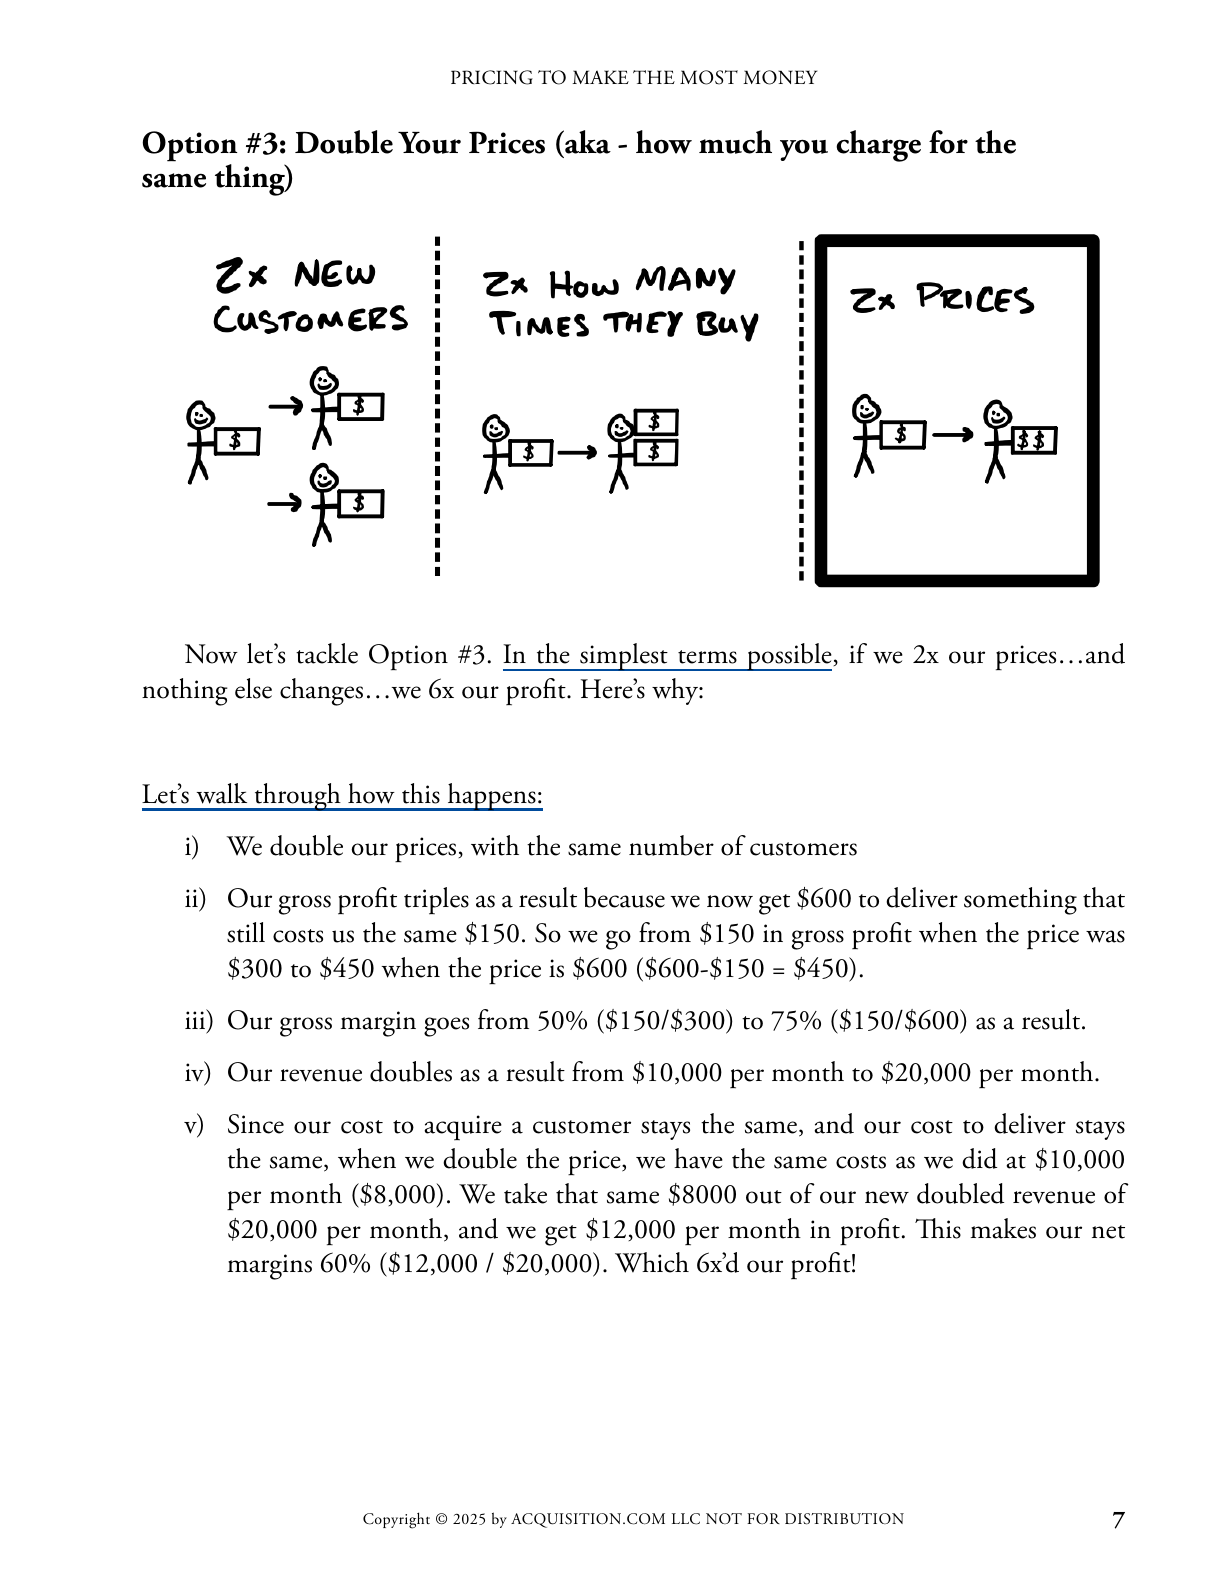 PRICING TO MAKE THE MOST MONEY
Option #3: Double Your Prices (aka - how much you charge for the
same thing)
2x NEW
CUSTOMERS
$
$
$
2x HOW MANY
TIMES THEY BUY
$
$
$
2x PRICES
$
$$
Now let’s tackle Option #3. In the simplest terms possible, if we 2x our prices…and
nothing else changes…we 6x our profit. Here’s why:
Let’s walk through how this happens:
i) We double our prices, with the same number of customers
ii) Our gross profit triples as a result because we now get $600 to deliver something that
still costs us the same $150. So we go from $150 in gross profit when the price was
$300 to $450 when the price is $600 ($600-$150 = $450).
iii) Our gross margin goes from 50% ($150/$300) to 75% ($150/$600) as a result.
iv) Our revenue doubles as a result from $10,000 per month to $20,000 per month.
v) Since our cost to acquire a customer stays the same, and our cost to deliver stays
the same, when we double the price, we have the same costs as we did at $10,000
per month ($8,000). We take that same $8000 out of our new doubled revenue of
$20,000 per month, and we get $12,000 per month in profit. This makes our net
margins 60% ($12,000 / $20,000). Which 6x’d our profit!
Copyright © 2025 by ACQUISITION.COM LLC NOT FOR DISTRIBUTION
7